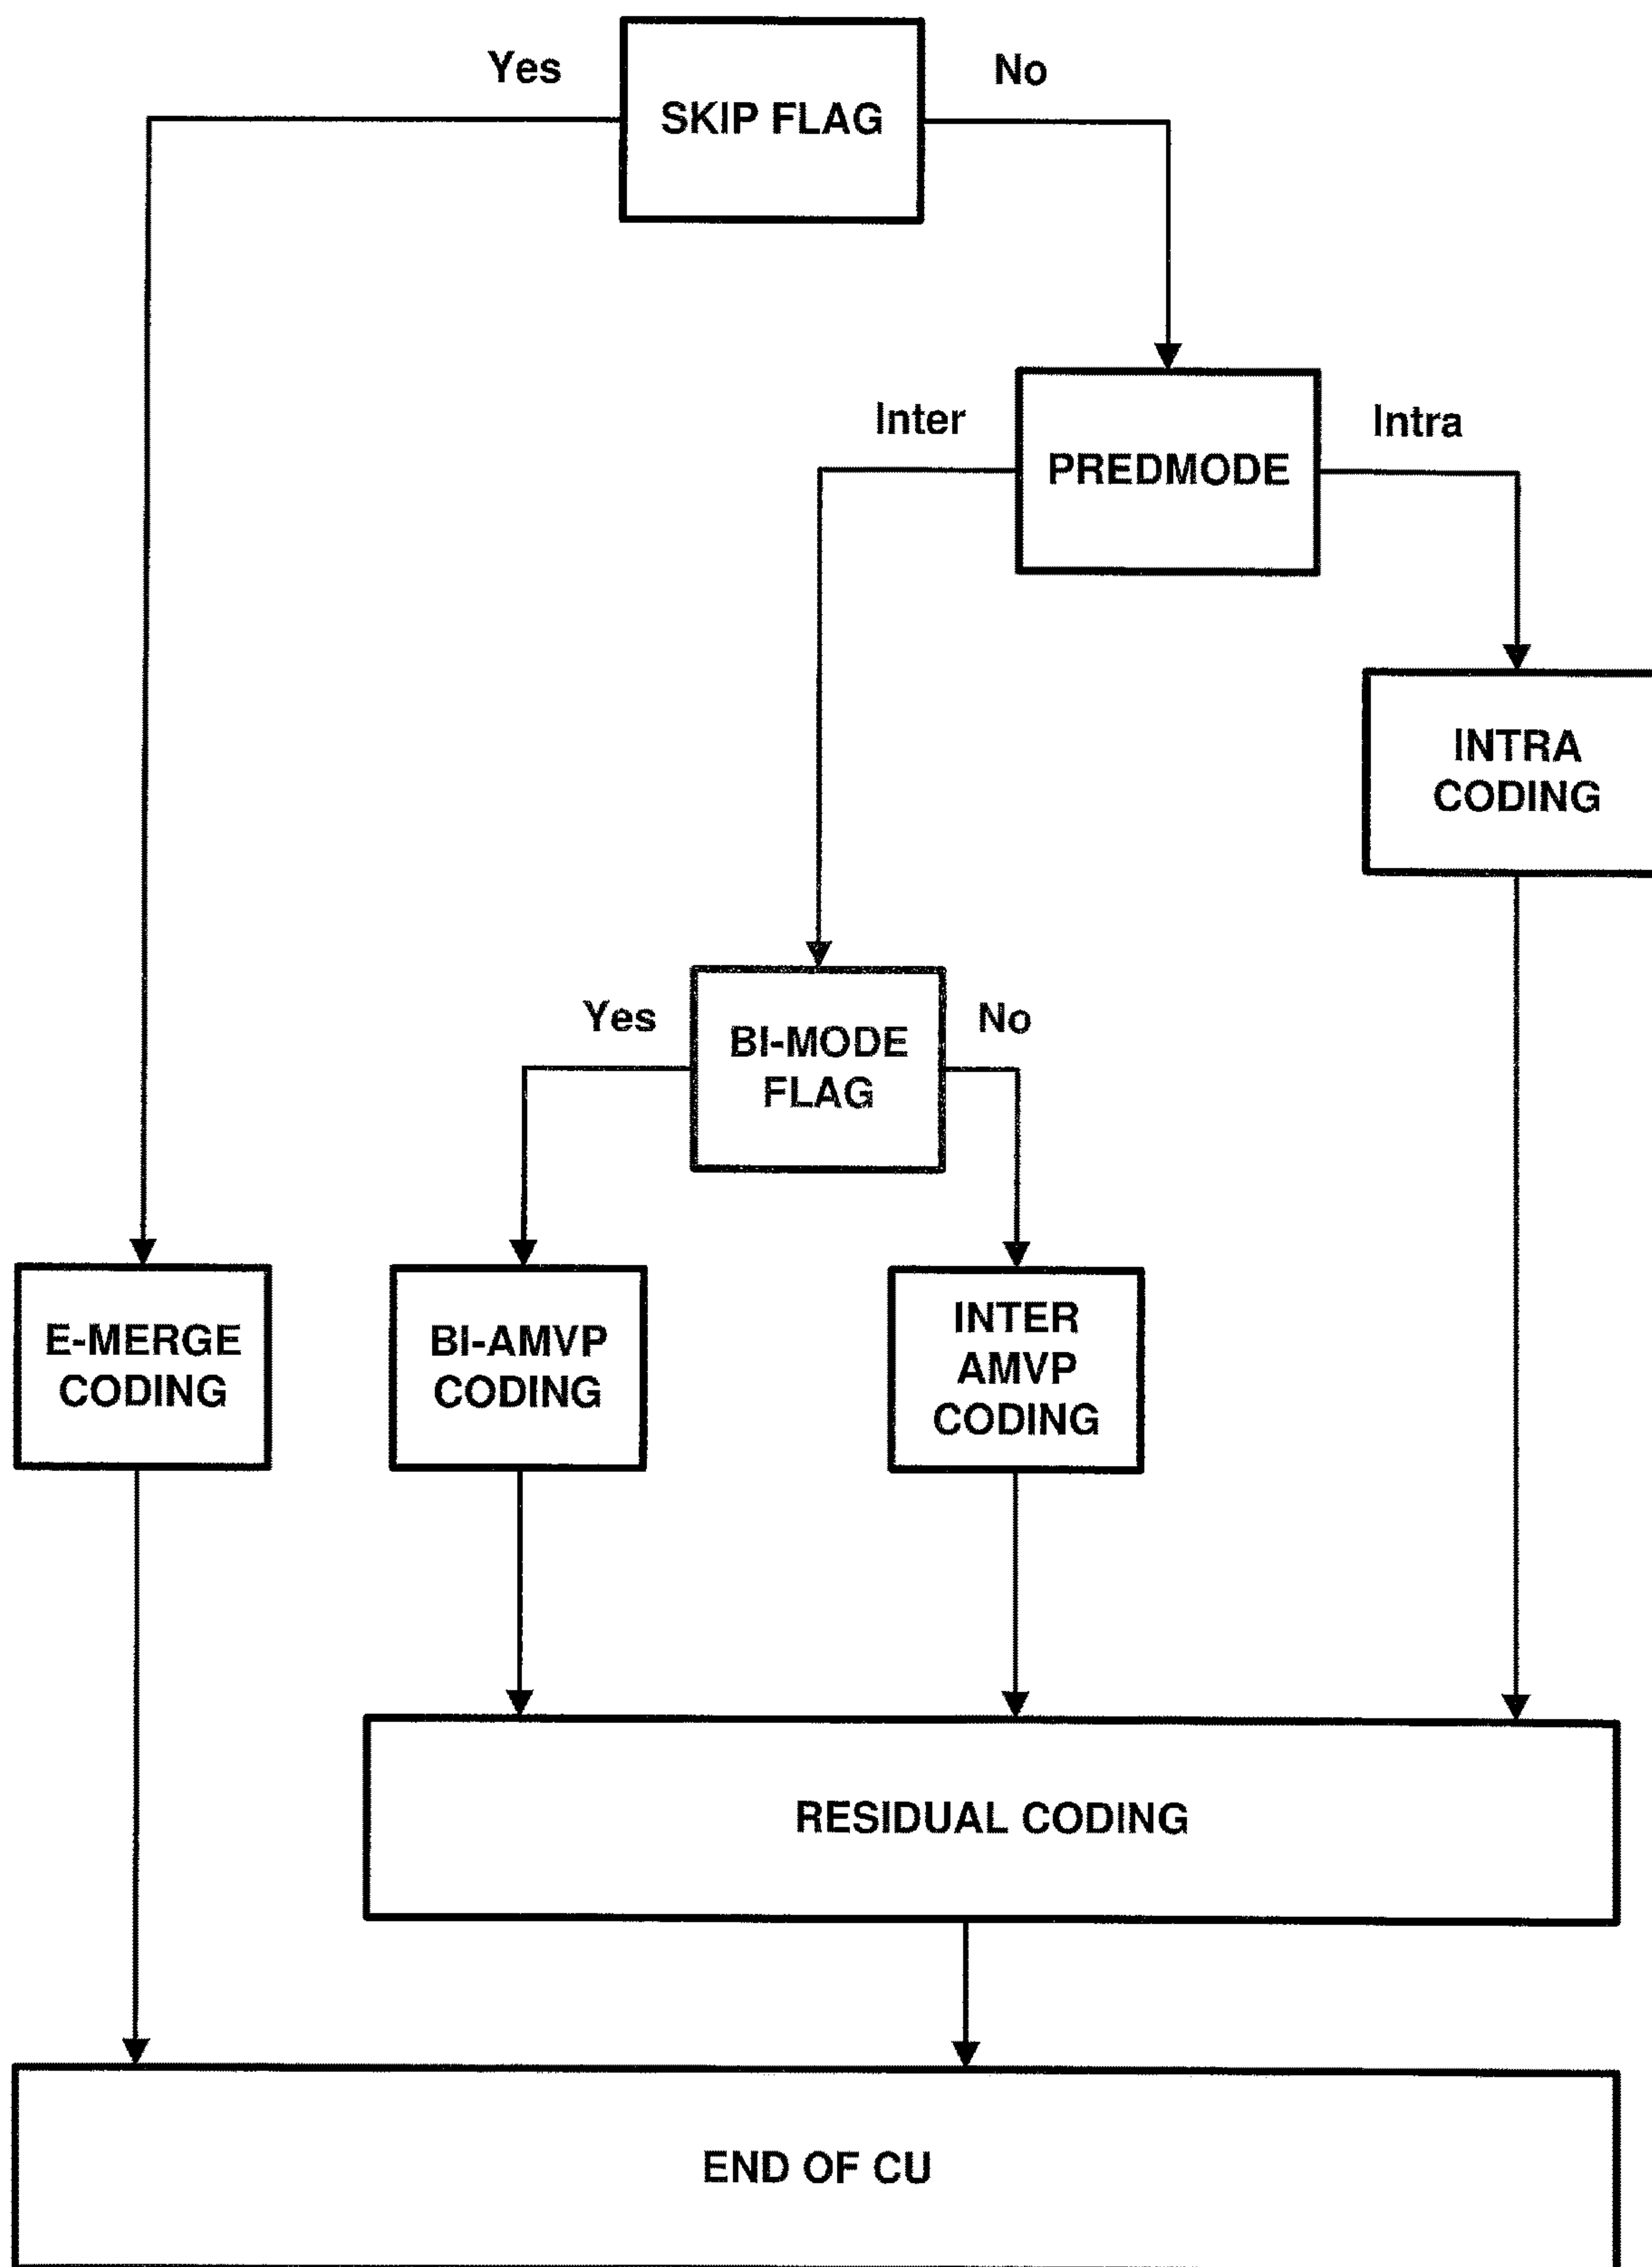 Yes
SKIP FLAG
No
Inter
PREDMODE
Intra
INTRA
CODING
Yes
BI-MODE
FLAG
No
E-MERGE
CODING
BI-AMVP
CODING
INTER
AMVP
CODING
RESIDUAL CODING
END OF CU